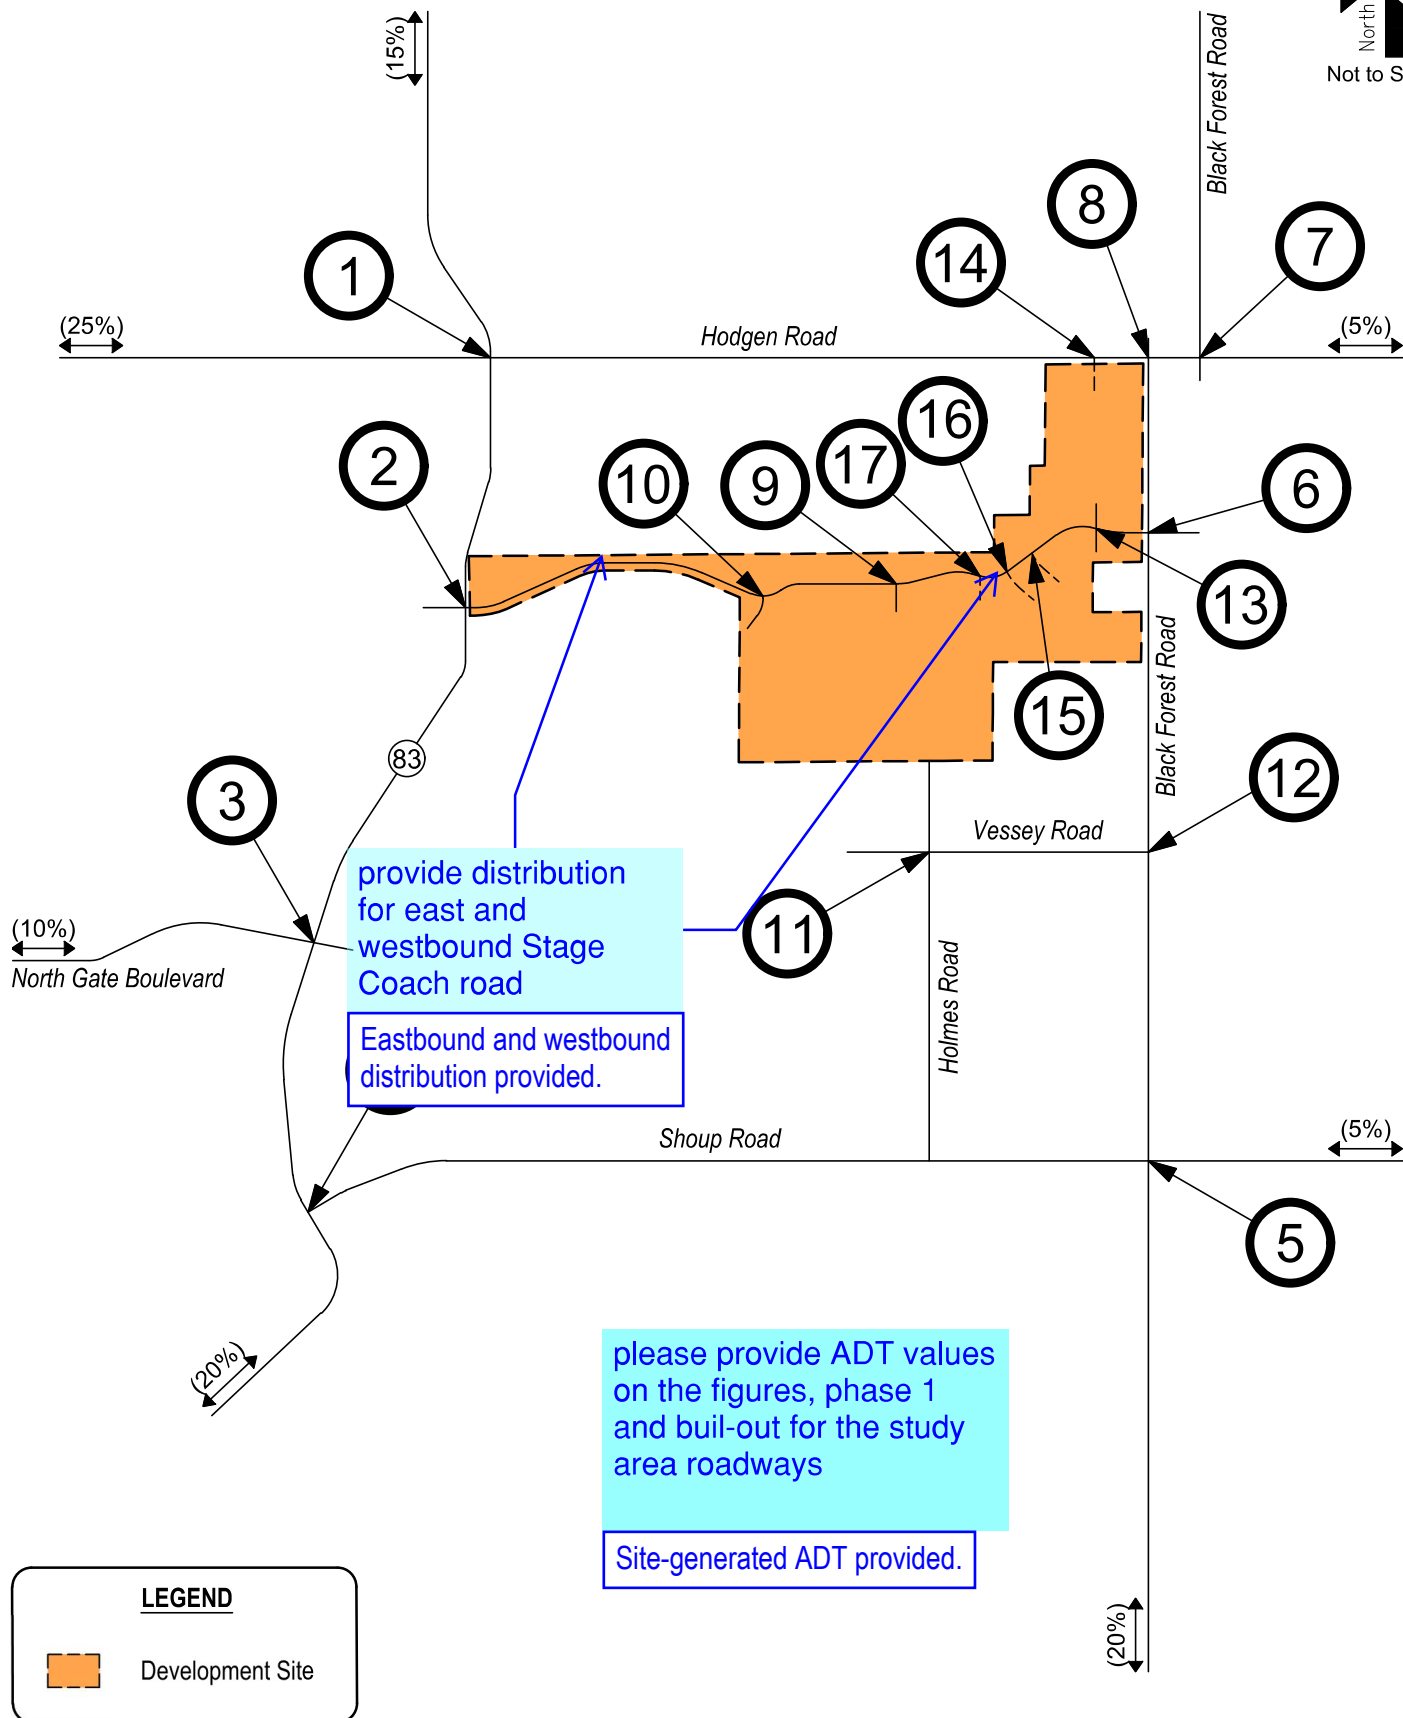 (15%)
Black Forest Road
North
Not to S
8
14
7
1
(25%)
Hodgen Road
(5%)
16
2
17
10
9
6
13
15
Black Forest Road
83
3
12
Vessey Road
provide distribution
for east and
westbound Stage
Coach road
(10%)
11
North Gate Boulevard
Holmes Road
Eastbound and westbound
distribution provided.
Shoup Road
(5%)
5
(20%)
please provide ADT values
on the figures, phase 1
and buil-out for the study
area roadways
Site-generated ADT provided.
LEGEND
(20%)
Development Site